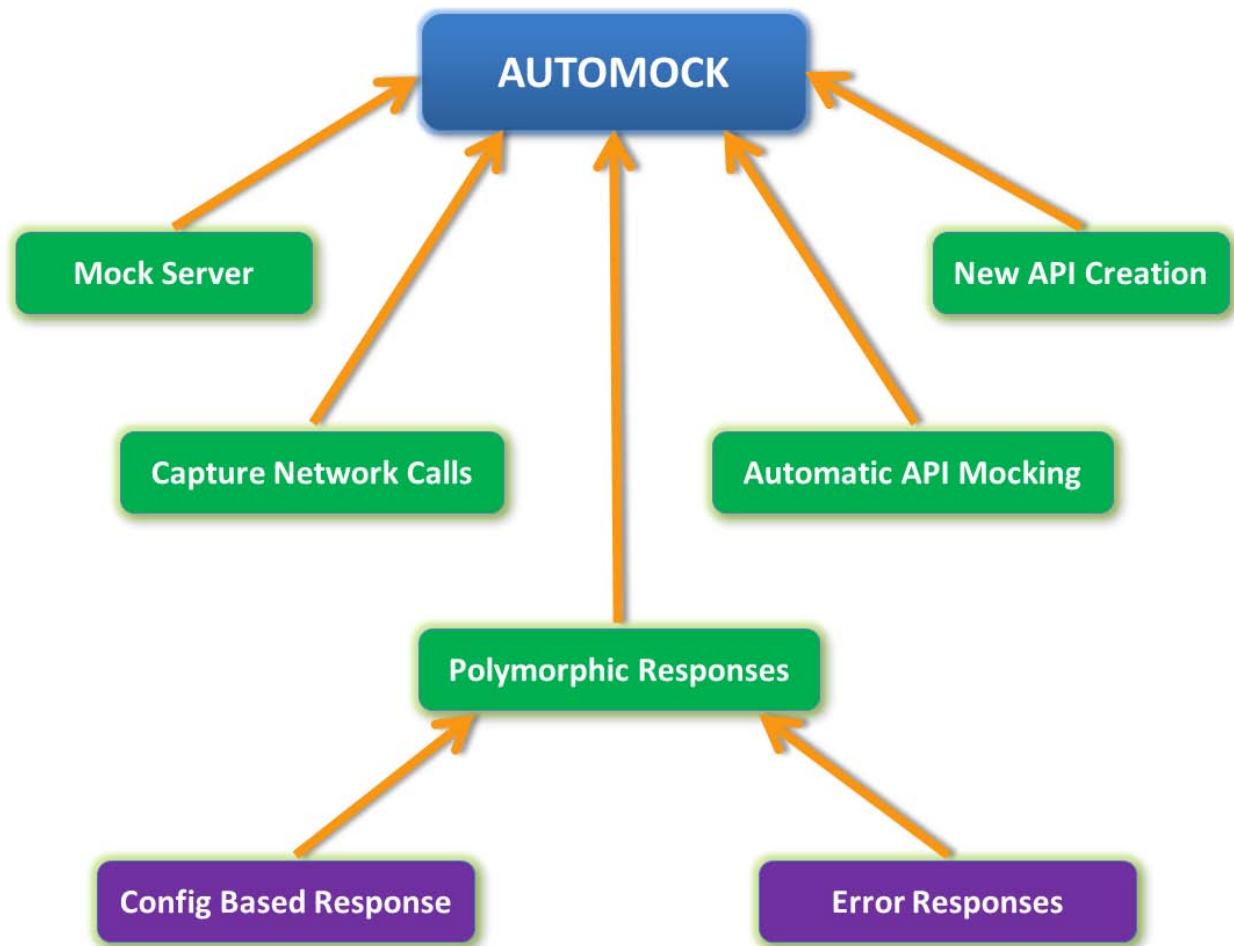 AUTOMOCK
Mock Server
New API Creation
Capture Network Calls
Automatic API Mocking
Polymorphic Responses
Config Based Response
Error Responses